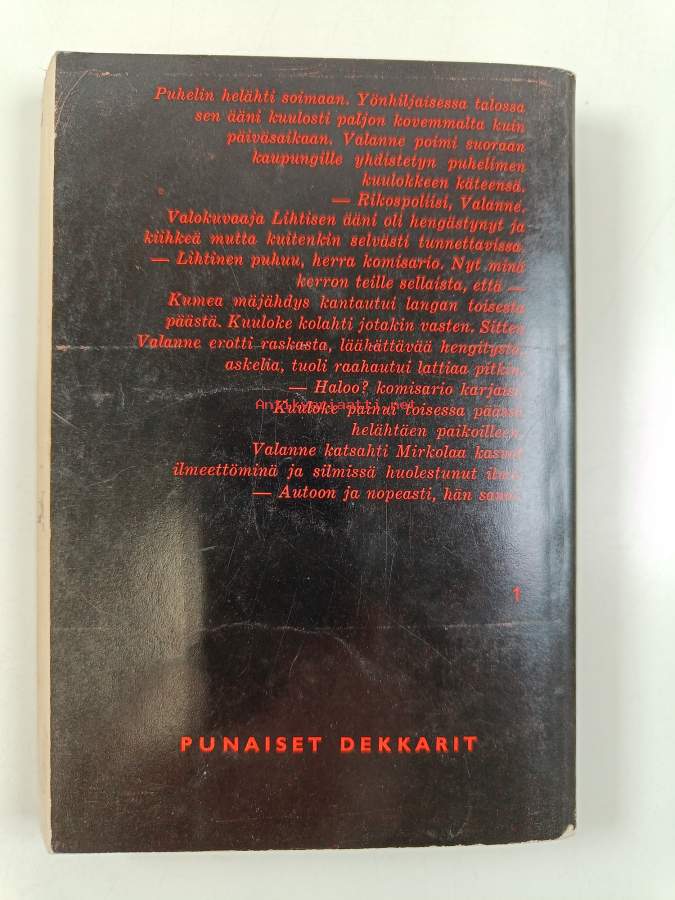 Puhelin helähti soimaan. Yönhiljaisessa talossa
sen ääni kuulosti paljon kovemmalta kuin
päiväsaikaan. Valanne poimi suoraan
kaupungille yhdistetyn puhelimen
kuulokkeen käteensä.
— Rikospoliisi, Valanne.
Valokuvaaja Lihtisen ääni oli hengästynyt ja
kiihkeä mutta kuitenkin selvästi tunnettavissa.
— Lihtinen puhuu, herra komisario. Nyt minä
kerron teille sellaista, että —
Kumea mäjähdys kantautui langan toisesta
päästä. Kuuloke kolahti jotakin vasten. Sitten
Valanne erotti raskasta, läähättävää hengitystä,
askelia, tuoli raahautui lattiaa pitkin.
— Haloo? komisario karjaisi.
Antikvariaatti.net
Kuuloke painui toisessa päässä
helähtäen paikoilleen.
Valanne katsahti Mirkolaa kasvot
ilmeettöminä ja silmissä huolestunut ilme.
— Autoon ja nopeasti, hän sanoi.
1
PUNAISET DEKKARIT